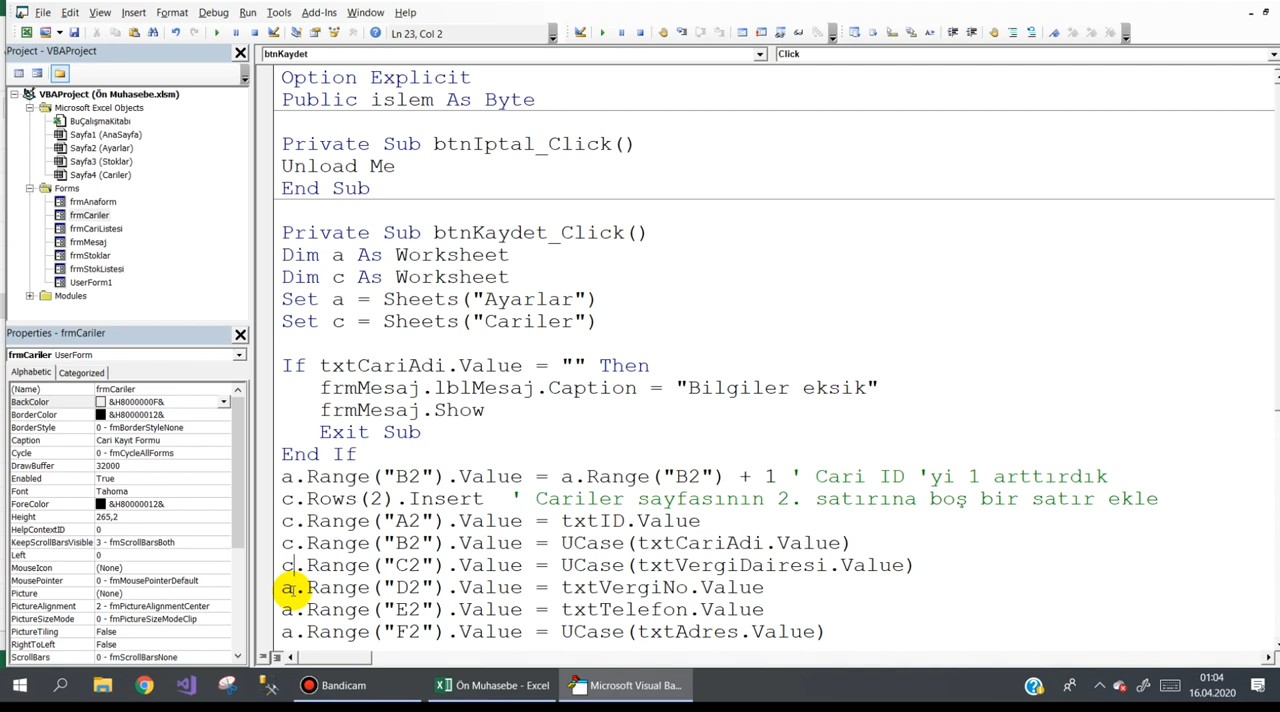 File Edit View Insert Format Debug Run Tools Add-Ins Window Help
Ln 23, Col 2
Project - VBAProject
btnKaydet
Click
VBAProject (Ön Muhasebe.xlsm)
Microsoft Excel Objects
BuÇalışmaKitabı
Sayfa1 (AnaSayfa)
Sayfa2 (Ayarlar)
Sayfa3 (Stoklar)
Sayfa4 (Cariler)
Forms
frmAnaform
frmCariler
frmCariListesi
frmMesaj
frmStoklar
frmStokListesi
UserForm1
Modules
Properties - frmCariler
frmCariler UserForm
Alphabetic Categorized
(Name) frmCariler
BackColor &H8000000F&
BorderColor &H80000012&
BorderStyle 0 - fmBorderStyleNone
Caption Cari Kayıt Formu
Cycle 0 - fmCycleAllForms
DrawBuffer 32000
Enabled True
Font Tahoma
ForeColor &H80000012&
Height 265,2
HelpContextID 0
KeepScrollBarsVisible 3 - fmScrollBarsBoth
Left 0
MouseIcon (None)
MousePointer 0 - fmMousePointerDefault
Picture (None)
PictureAlignment 2 - fmPictureAlignmentCenter
PictureSizeMode 0 - fmPictureSizeModeClip
PictureTiling False
RightToLeft False
ScrollBars 0 - fmScrollBarsNone
Option Explicit
Public islem As Byte
Private Sub btnIptal_Click()
Unload Me
End Sub
Private Sub btnKaydet_Click()
Dim a As Worksheet
Dim c As Worksheet
Set a = Sheets("Ayarlar")
Set c = Sheets("Cariler")
If txtCariAdi.Value = "" Then
frmMesaj.lblMesaj.Caption = "Bilgiler eksik"
frmMesaj.Show
Exit Sub
End If
a.Range("B2").Value = a.Range("B2") + 1 ' Cari ID 'yi 1 arttırdık
c.Rows(2).Insert ' Cariler sayfasının 2. satırına boş bir satır ekle
c.Range("A2").Value = txtID.Value
c.Range("B2").Value = UCase(txtCariAdi.Value)
c.Range("C2").Value = UCase(txtVergiDairesi.Value)
a.Range("D2").Value = txtVergiNo.Value
a.Range("E2").Value = txtTelefon.Value
a.Range("F2").Value = UCase(txtAdres.Value)
Bandicam
Ön Muhasebe - Excel
Microsoft Visual Ba...
01:04
16.04.2020